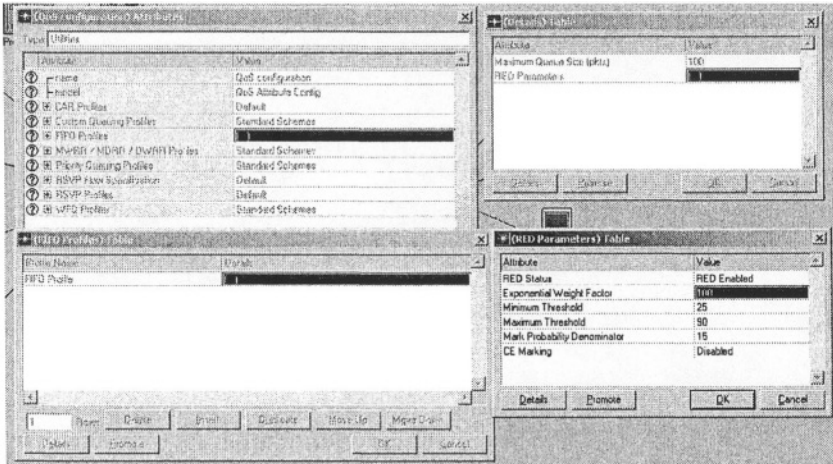 (QoS configuration) Attributes
Type: Utilities
Attribute Value
name QoS configuration
model QoS Attribute Config
CAR Profiles Default
Custom Queuing Profiles Standard Schemes
FIFO Profiles (...)
MWRR / MDRR / DWRR Profiles Standard Schemes
Priority Queuing Profiles Standard Schemes
RSVP Flow Specification Default
RSVP Profiles Default
WFQ Profiles Standard Schemes
(Details) Table
Attribute Value
Maximum Queue Size (pkts) 100
RED Parameters (...)
Details Promote OK Cancel
(FIFO Profiles) Table
Profile Name Details
FIFO Profile (...)
1 Rows Delete Insert Duplicate Move Up Move Down
Details Promote OK Cancel
(RED Parameters) Table
Attribute Value
RED Status RED Enabled
Exponential Weight Factor 100
Minimum Threshold 25
Maximum Threshold 90
Mark Probability Denominator 15
CE Marking Disabled
Details Promote OK Cancel